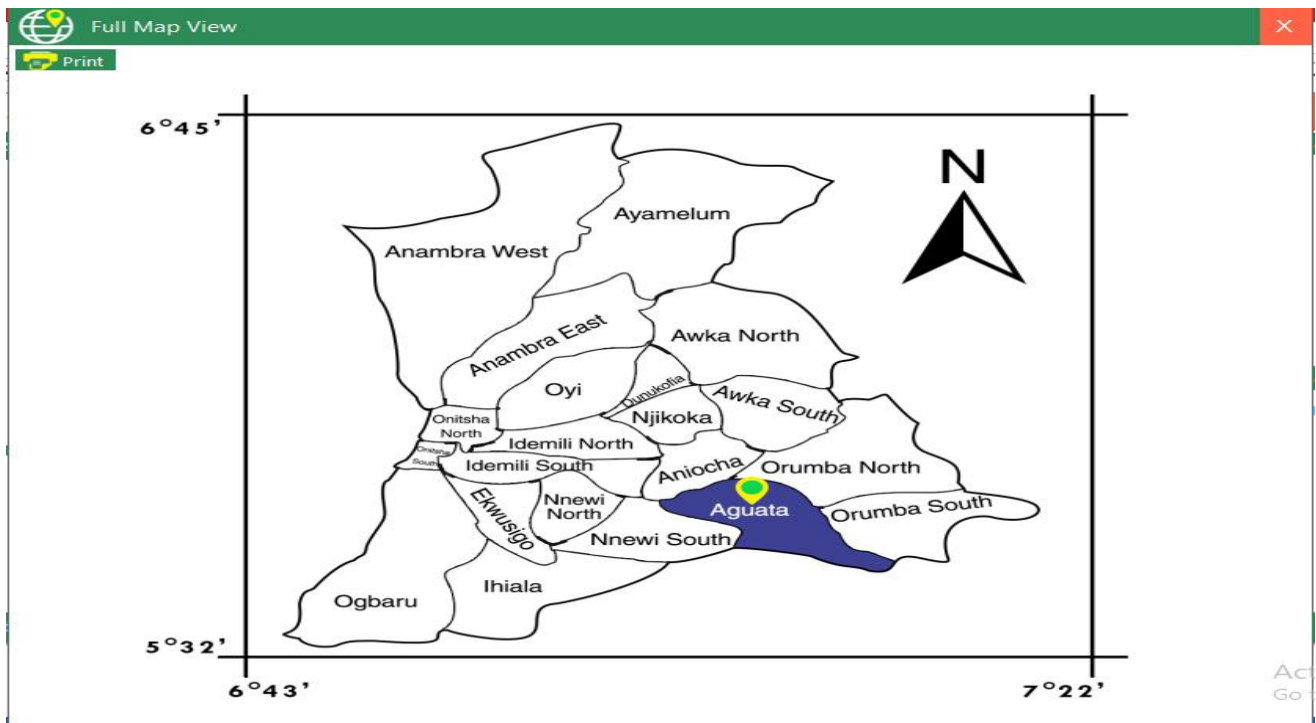 Full Map View
Print
6°45'
N
Ayamelum
Anambra West
Anambra East
Awka North
Oyi
Dunukofia
Awka South
Njikoka
Onitsha
North
Idemili North
Onitsha
South
Idemili South
Aniocha
Orumba North
Ekwusigo
Nnewi
North
Aguata
Orumba South
Nnewi South
Ihiala
Ogbaru
5°32'
6°43'
7°22'
Act
Go t